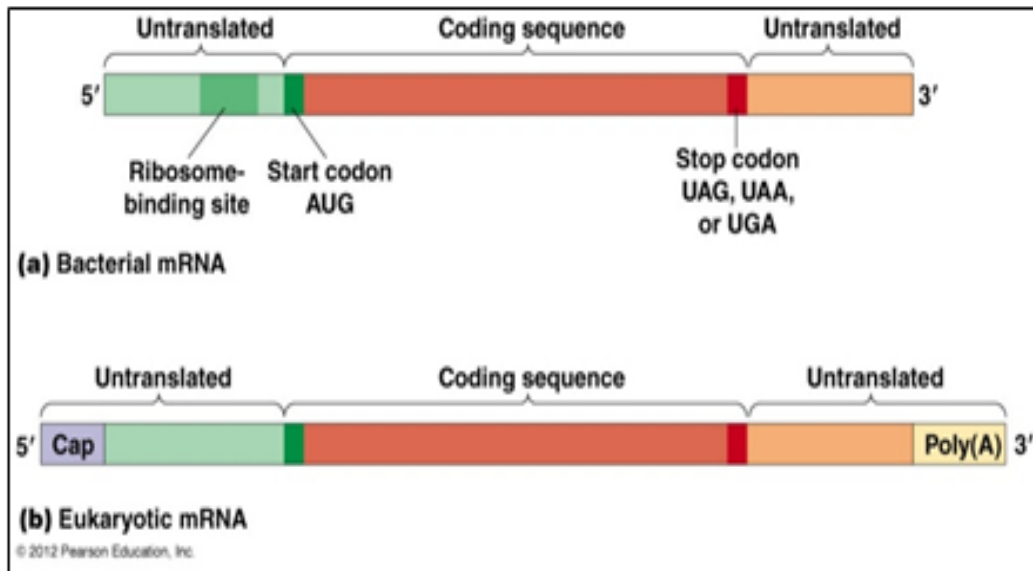 Untranslated Coding sequence Untranslated
5′ 3′
Ribosome- Start codon Stop codon
binding site AUG UAG, UAA,
or UGA
(a) Bacterial mRNA
Untranslated Coding sequence Untranslated
5′ Cap Poly(A) 3′
(b) Eukaryotic mRNA
© 2012 Pearson Education, Inc.